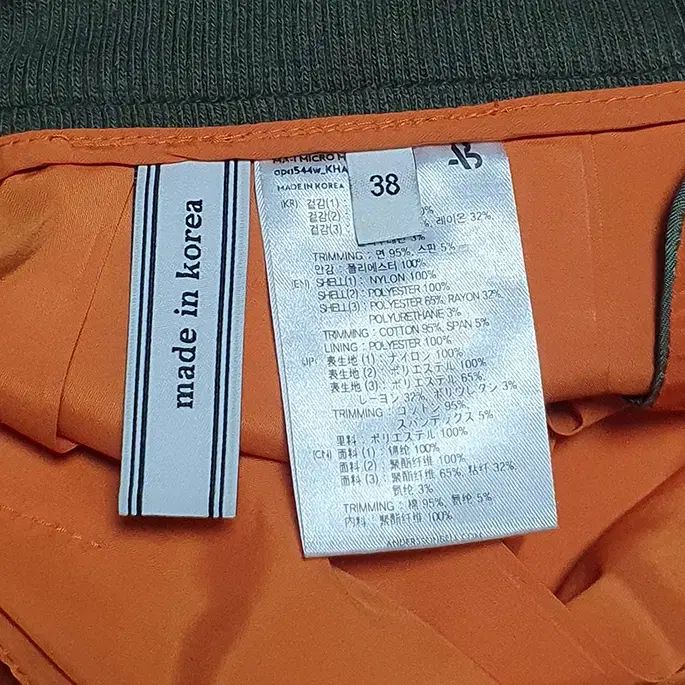 made in korea
38
MA-1 MICRO
apa1544w_KHA
MADE IN KOREA
(KR) 겉감(1) :
겉감(2) :
겉감(3) : 레이온 32%,
3%
TRIMMING : 면 95%, 스판 5%
안감 : 폴리에스터 100%
(EN) SHELL(1) : NYLON 100%
SHELL(2) : POLYESTER 100%
SHELL(3) : POLYESTER 65%, RAYON 32%,
POLYURETHANE 3%
TRIMMING : COTTON 95%, SPAN 5%
LINING : POLYESTER 100%
(JP) 表生地 (1) : ナイロン 100%
表生地 (2) : ポリエステル 100%
表生地 (3) : ポリエステル 65%
レーヨン 32%, ポリウレタン 3%
TRIMMING : コットン 95%,
スパンデックス 5%
里料 : ポリエステル 100%
(CN) 面料 (1) : 锦纶 100%
面料 (2) : 聚酯纤维 100%
面料 (3) : 聚酯纤维 65%, 粘纤 32%,
氨纶 3%
TRIMMING : 棉 95%, 氨纶 5%
内料 : 聚酯纤维 100%